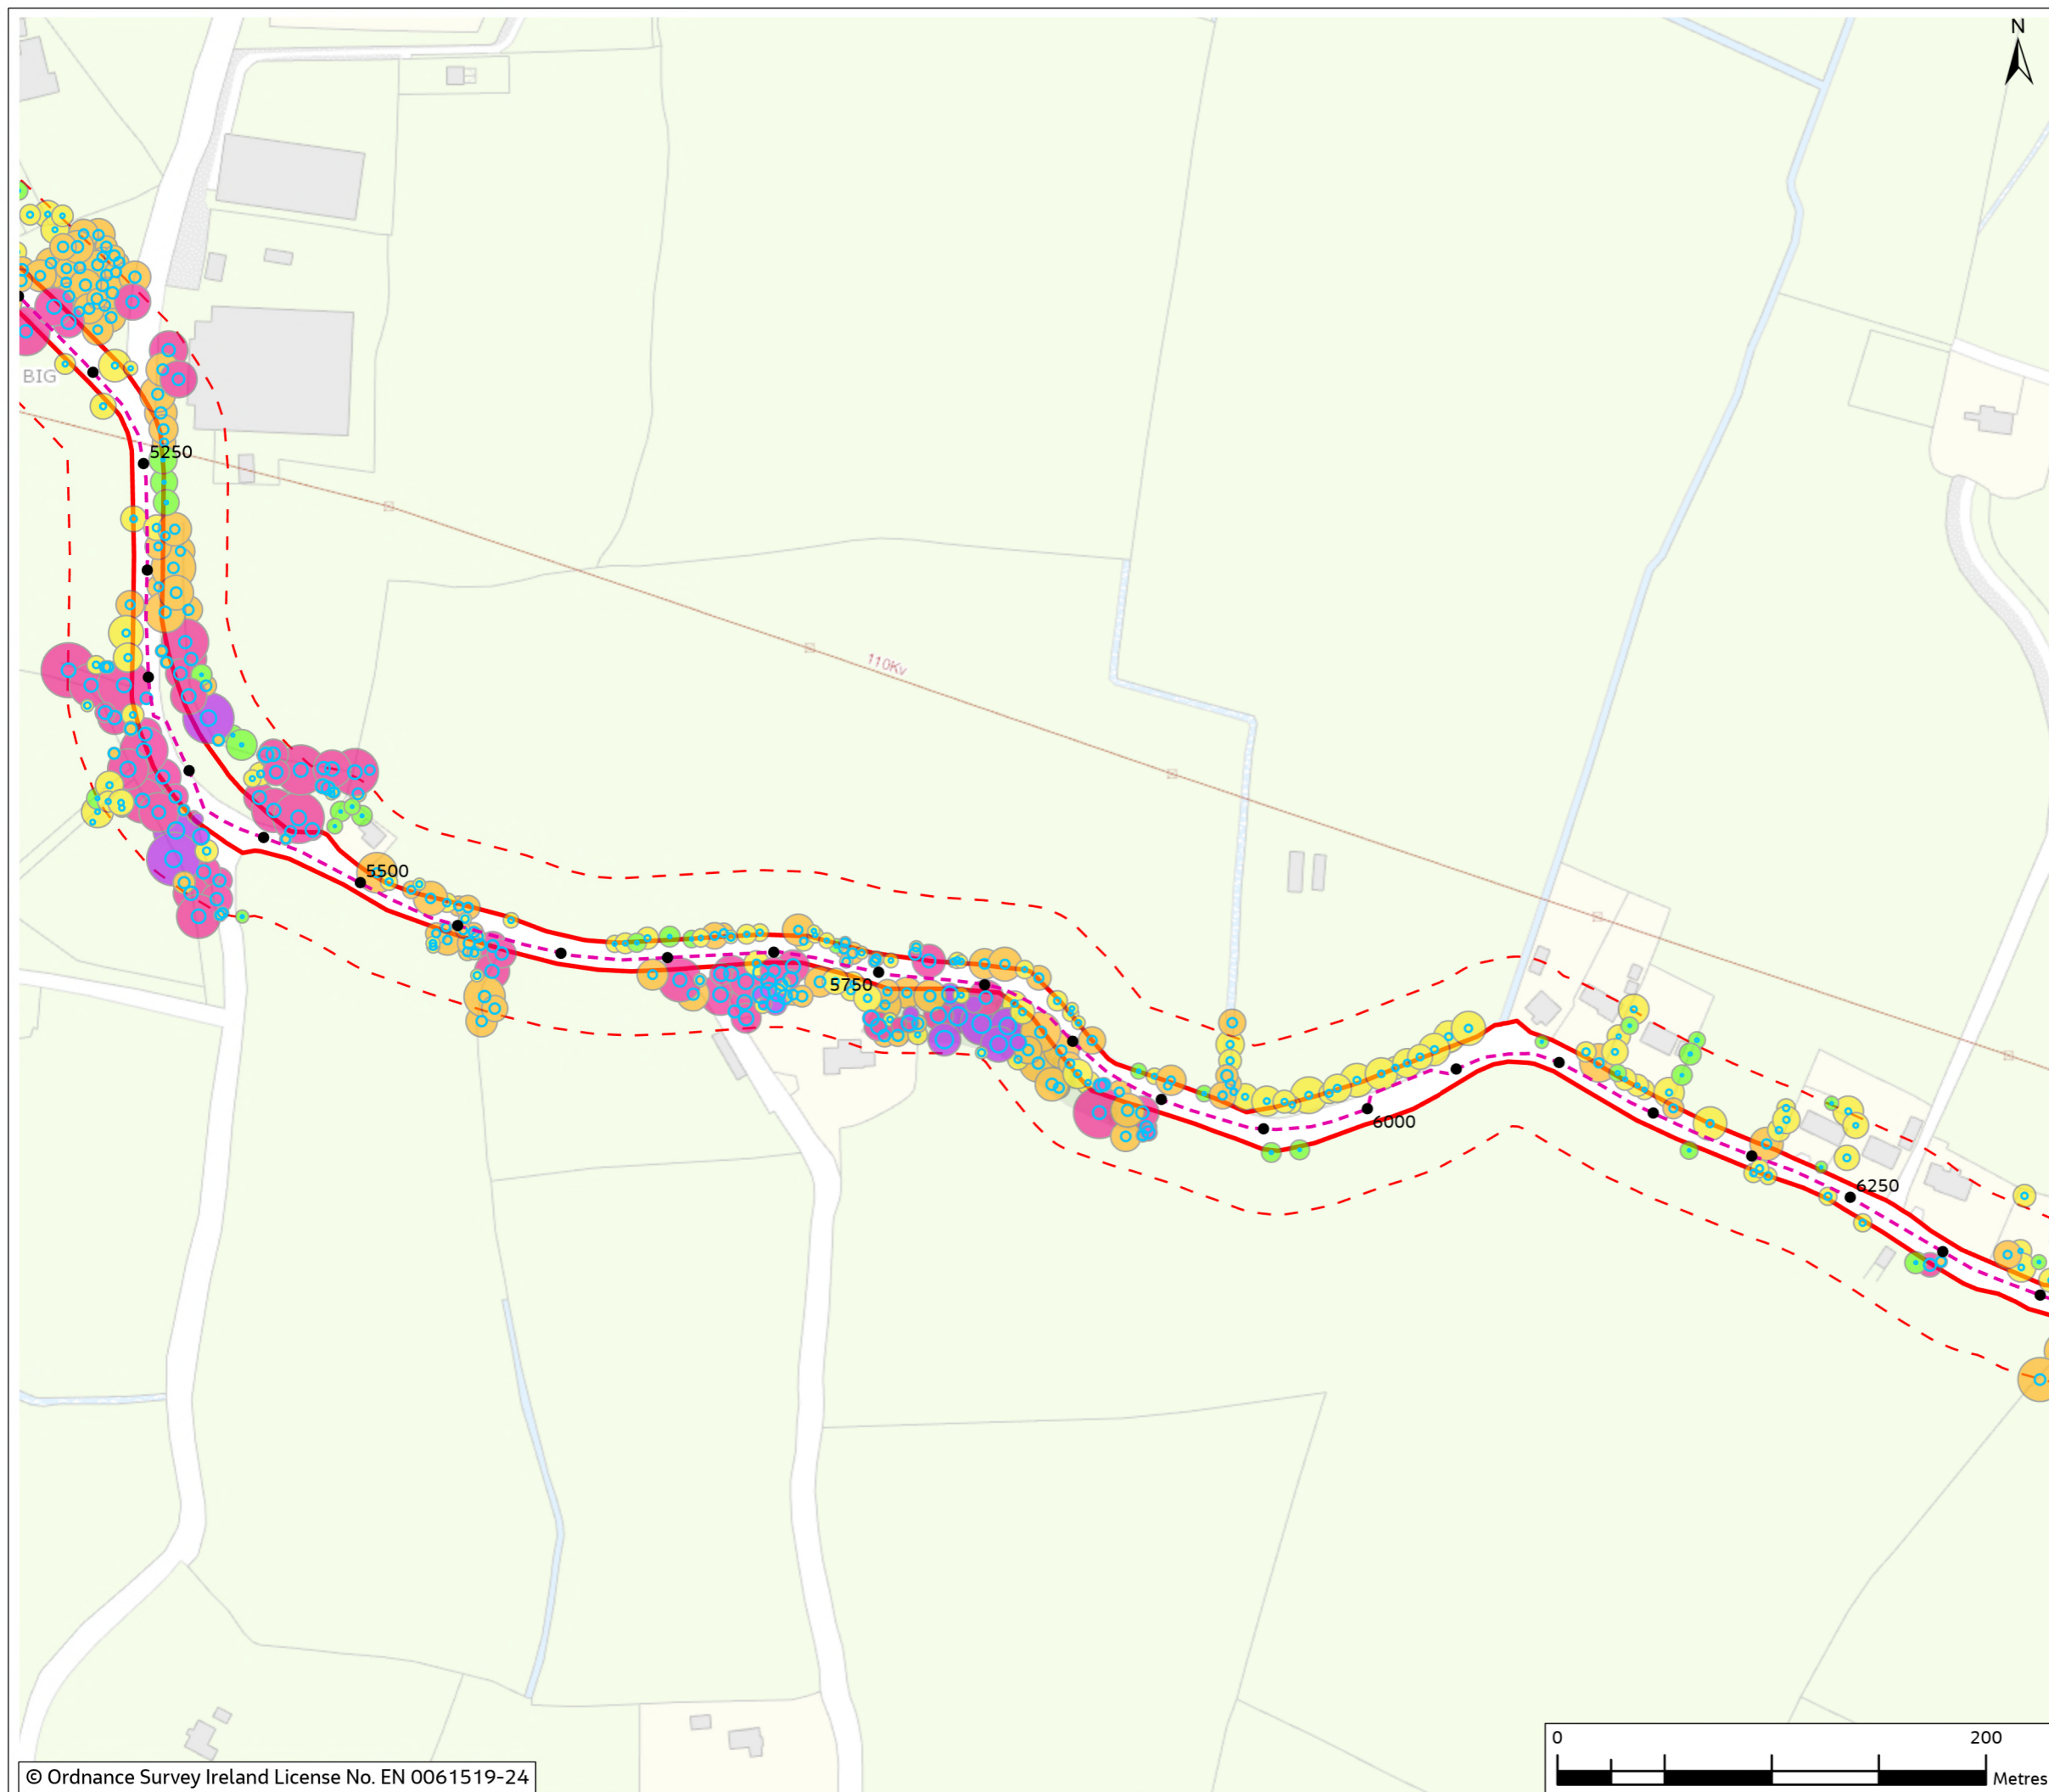 N
BIG
5250
110Kv
5500
5750
6000
6250
0 200
Metres
© Ordnance Survey Ireland License No. EN 0061519-24